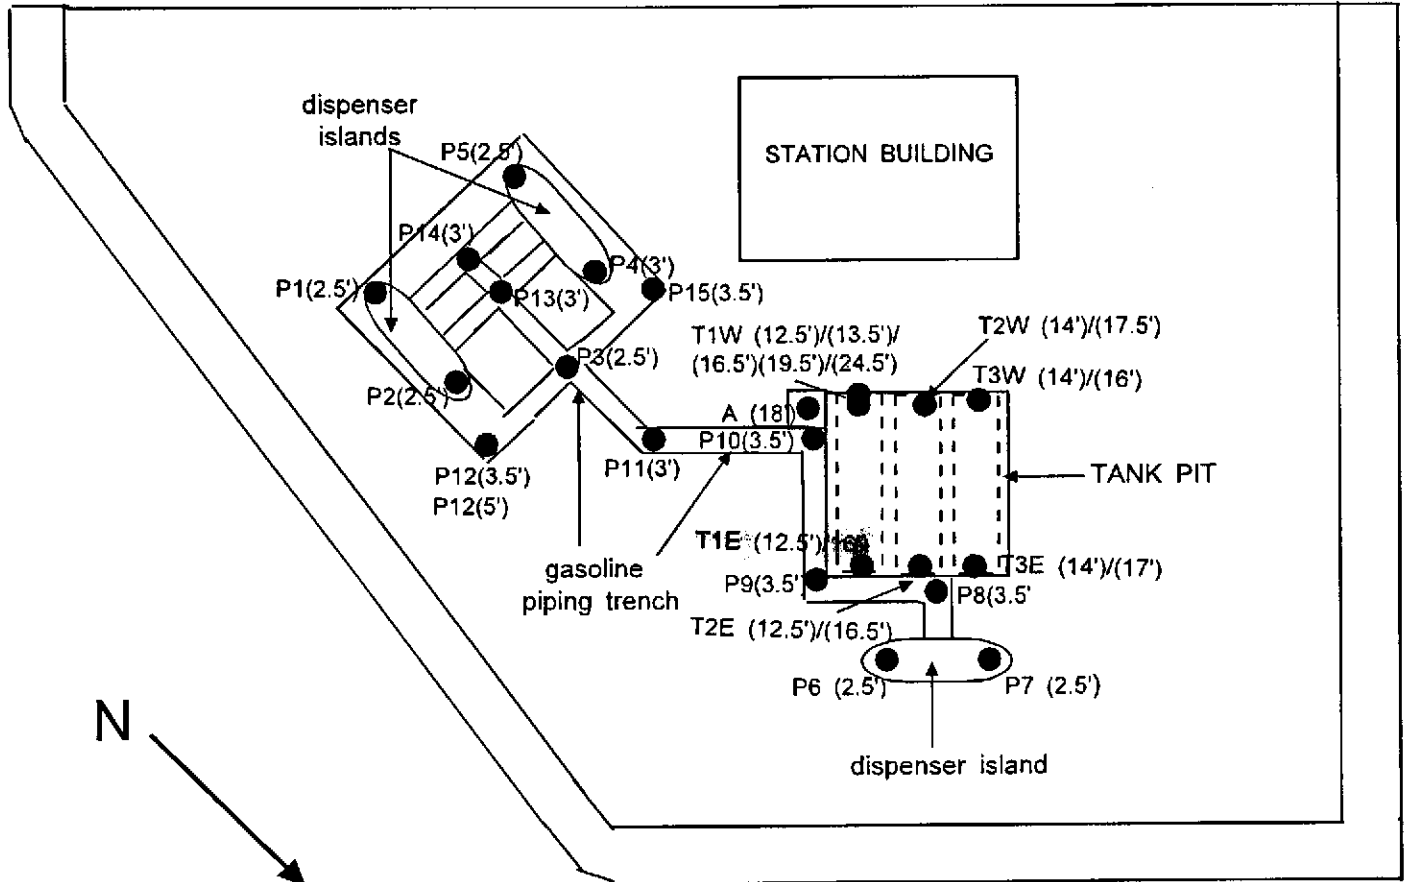 dispenser
islands
P5(2.5')
STATION BUILDING
P14(3')
P4(3')
P1(2.5')
P13(3')
P15(3.5')
T1W (12.5')/(13.5')/
(16.5')(19.5')/(24.5')
T2W (14')/(17.5')
P3(2.5')
T3W (14')/(16')
P2(2.5')
A (18')
P10(3.5')
P11(3')
P12(3.5')
P12(5')
TANK PIT
T1E (12.5')
gasoline
piping trench
P9(3.5')
T3E (14')/(17')
P8(3.5'
T2E (12.5')/(16.5')
P6 (2.5')
P7 (2.5')
N
dispenser island